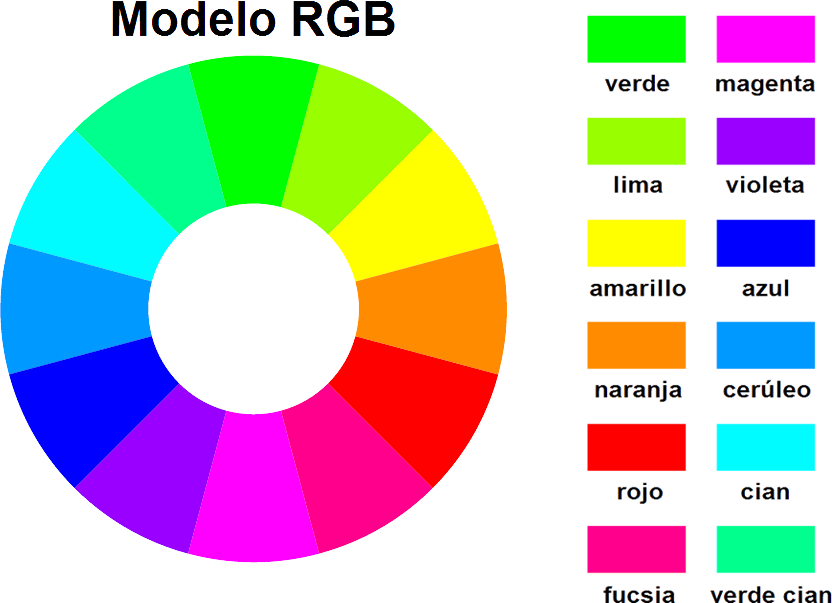 Modelo RGB
verde magenta
lima violeta
amarillo azul
naranja cerúleo
rojo cian
fucsia verde cian